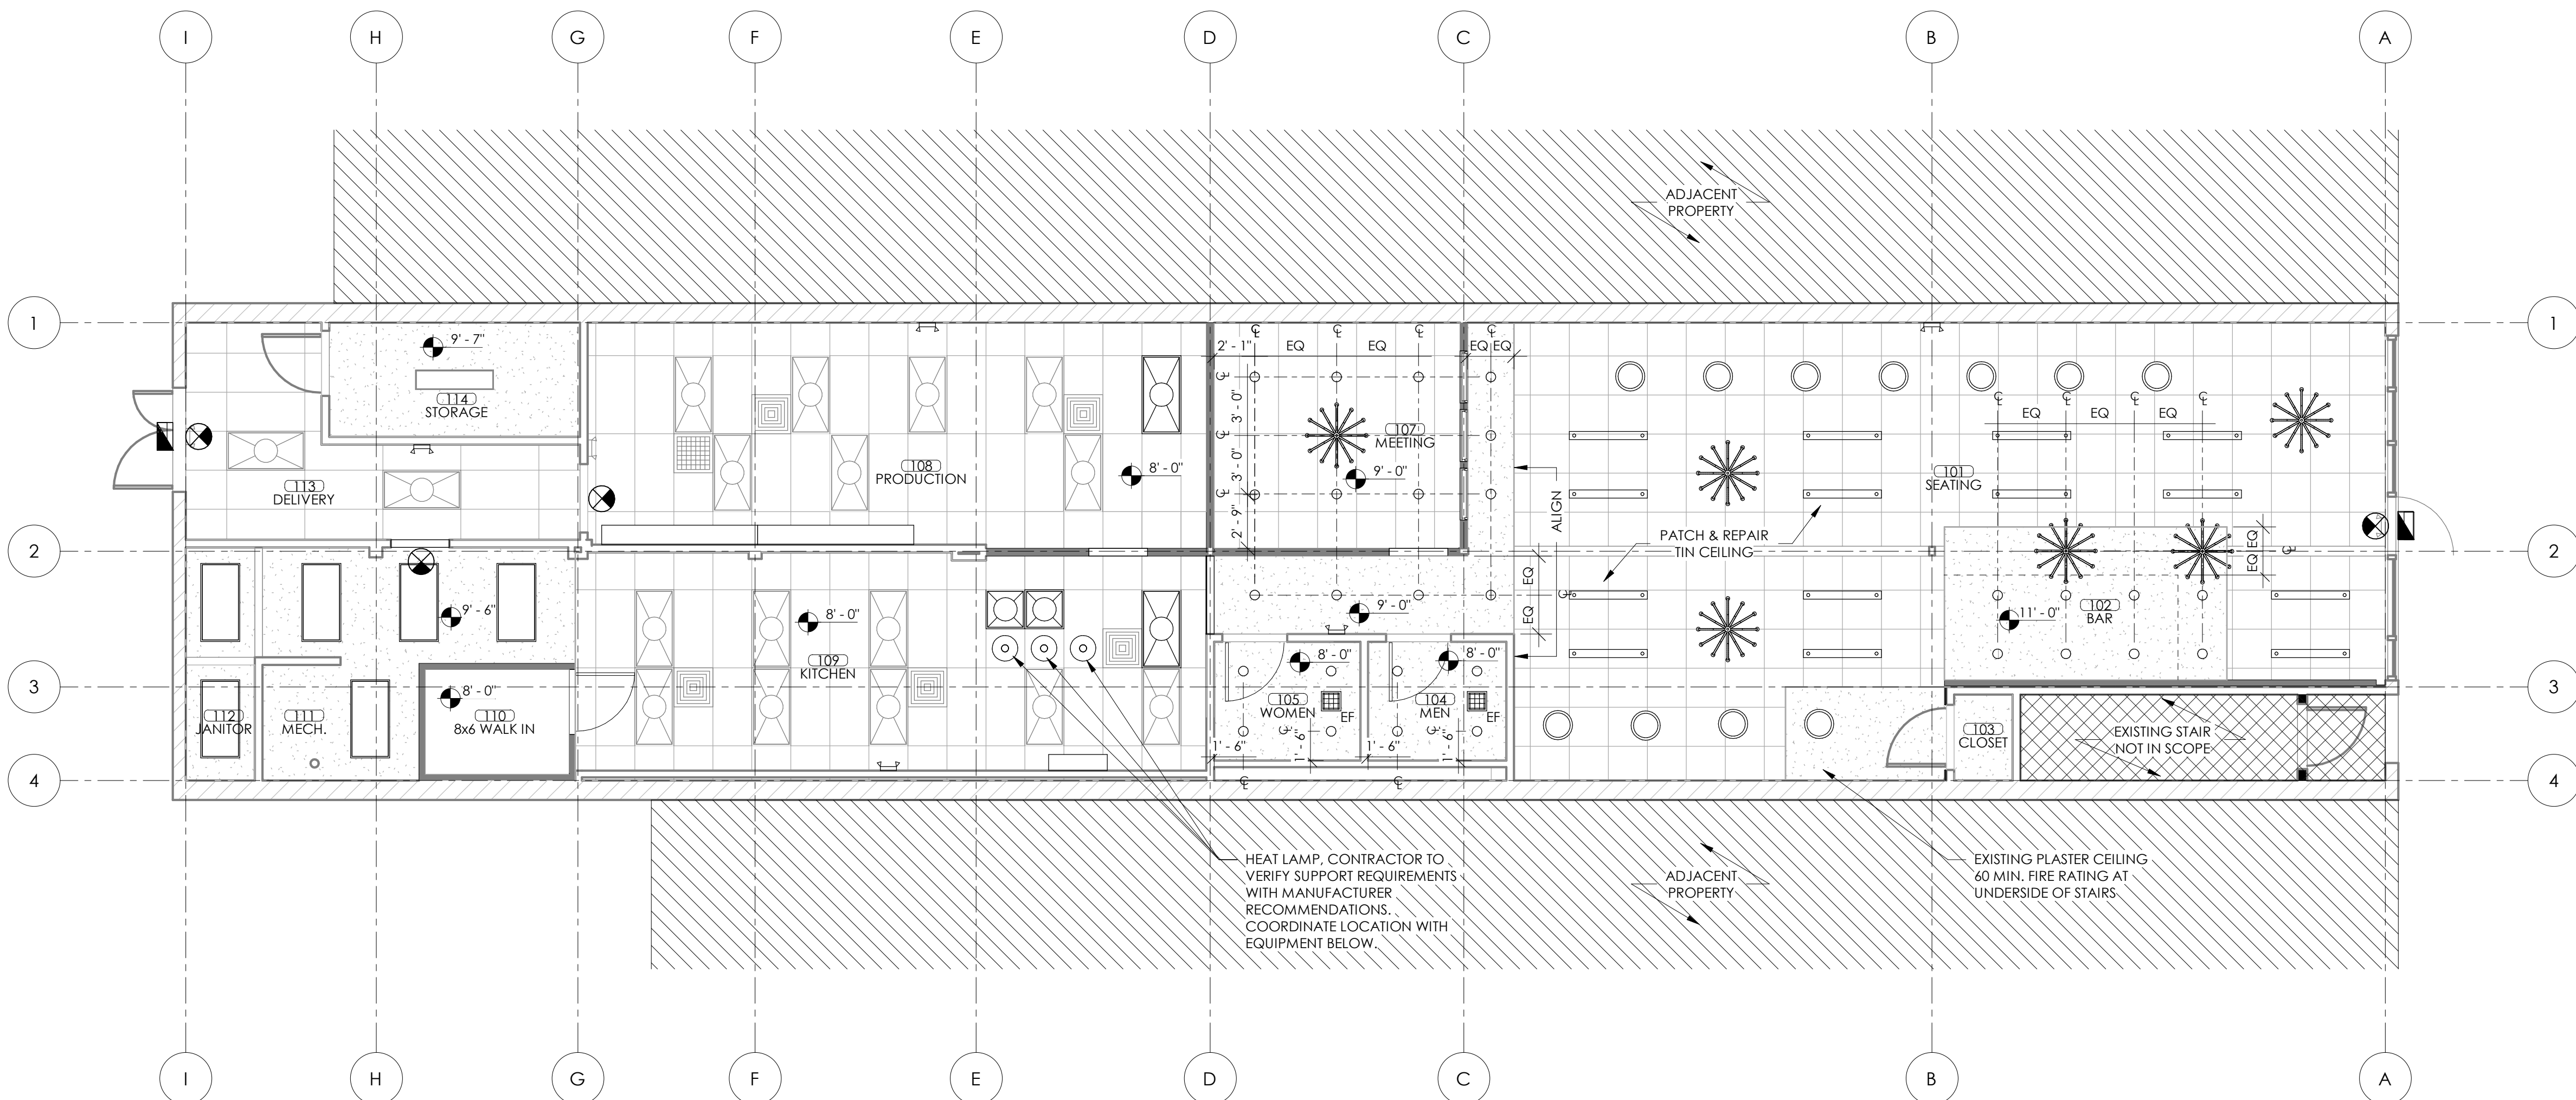 I
H
G
F
E
D
C
B
A
ADJACENT
PROPERTY
1
1
9' - 7"
114
STORAGE
113
DELIVERY
108
PRODUCTION
8' - 0"
℄
℄
℄
℄
2' - 1"
EQ
EQ
EQ
EQ
℄
3' - 0"
℄
3' - 0"
℄
2' - 9"
107
MEETING
9' - 0"
ALIGN
℄
℄
℄
℄
EQ
EQ
EQ
101
SEATING
PATCH & REPAIR
TIN CEILING
EQ
EQ
℄
2
2
9' - 6"
8' - 0"
109
KITCHEN
9' - 0"
EQ
EQ
℄
11' - 0"
102
BAR
3
3
8' - 0"
112
JANITOR
111
MECH.
110
8x6 WALK IN
8' - 0"
105
WOMEN
EF
℄
1' - 6"
1' - 6"
8' - 0"
104
MEN
EF
℄
1' - 6"
1' - 6"
103
CLOSET
EXISTING STAIR
NOT IN SCOPE
4
4
℄
℄
HEAT LAMP, CONTRACTOR TO
VERIFY SUPPORT REQUIREMENTS
WITH MANUFACTURER
RECOMMENDATIONS.
COORDINATE LOCATION WITH
EQUIPMENT BELOW.
ADJACENT
PROPERTY
EXISTING PLASTER CEILING
60 MIN. FIRE RATING AT
UNDERSIDE OF STAIRS
I
H
G
F
E
D
C
B
A